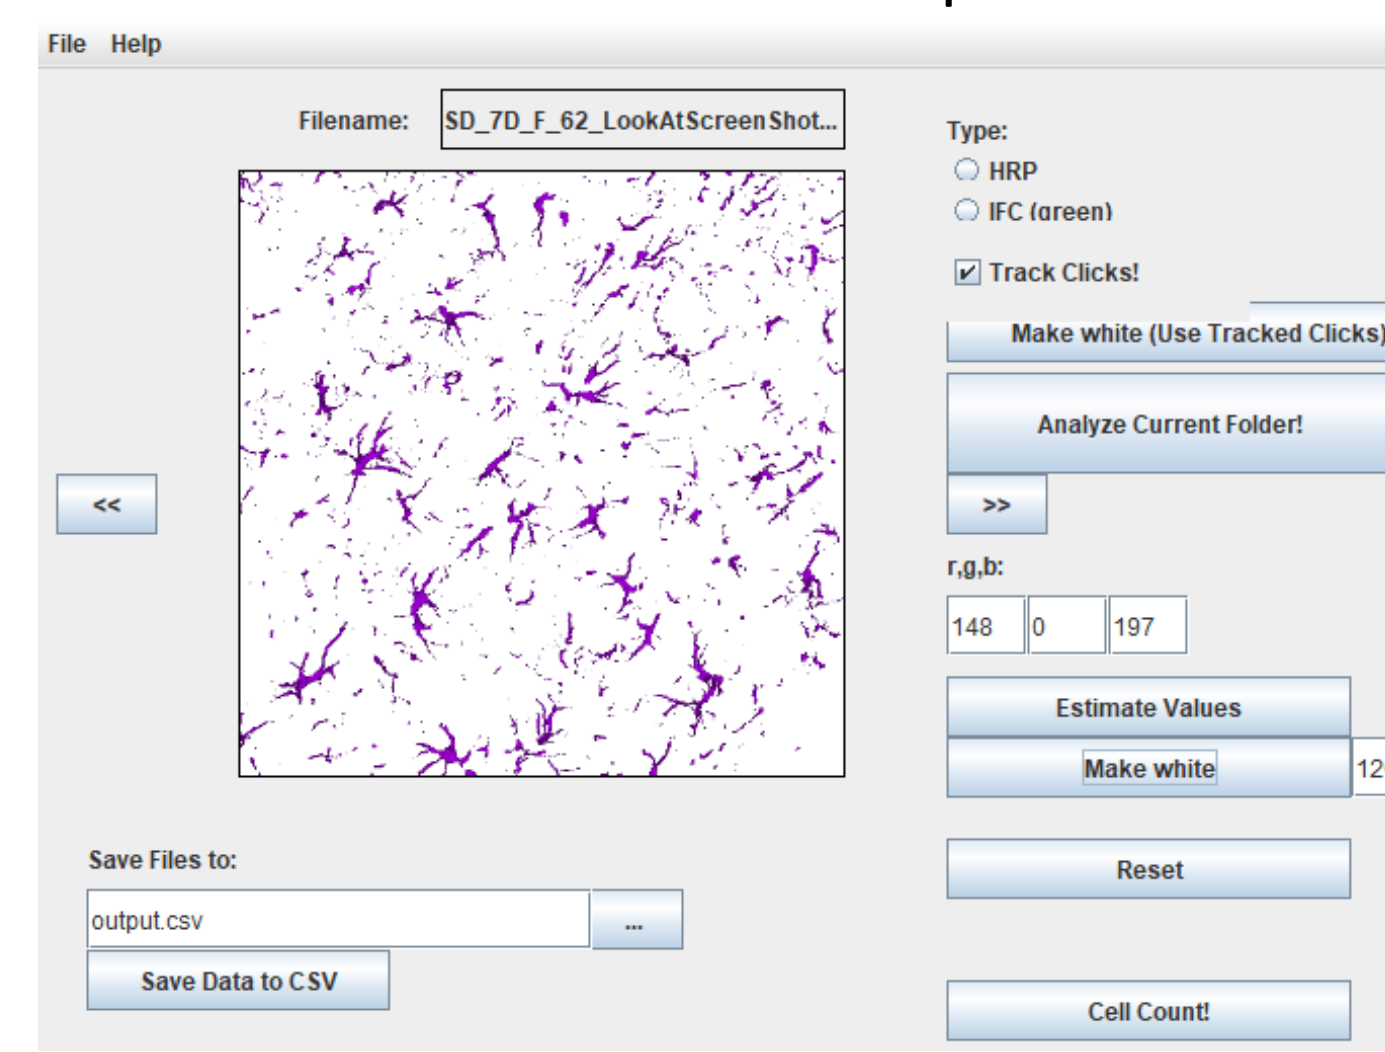 File Help
Filename: SD_7D_F_62_LookAtScreenShot...
Type:
HRP
IFC (green)
Track Clicks!
Make white (Use Tracked Clicks)
Analyze Current Folder!
<<
>>
r,g,b:
148 0 197
Estimate Values
Make white
Save Files to:
Reset
output.csv ...
Save Data to CSV
Cell Count!